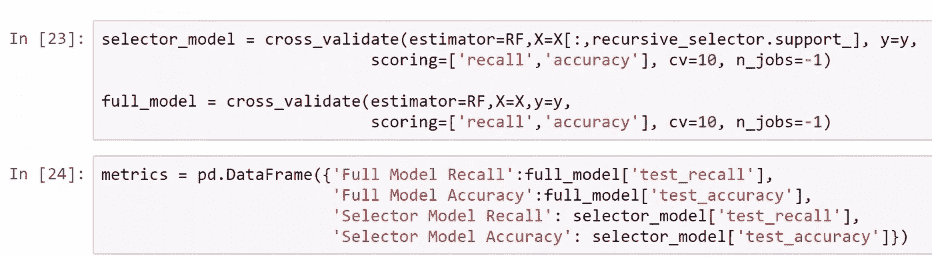 In [23]: selector_model = cross_validate(estimator=RF,X=X[:,recursive_selector.support_], y=y,
scoring=['recall','accuracy'], cv=10, n_jobs=-1)
full_model = cross_validate(estimator=RF,X=X,y=y,
scoring=['recall','accuracy'], cv=10, n_jobs=-1)
In [24]: metrics = pd.DataFrame({'Full Model Recall':full_model['test_recall'],
'Full Model Accuracy':full_model['test_accuracy'],
'Selector Model Recall': selector_model['test_recall'],
'Selector Model Accuracy': selector_model['test_accuracy']})